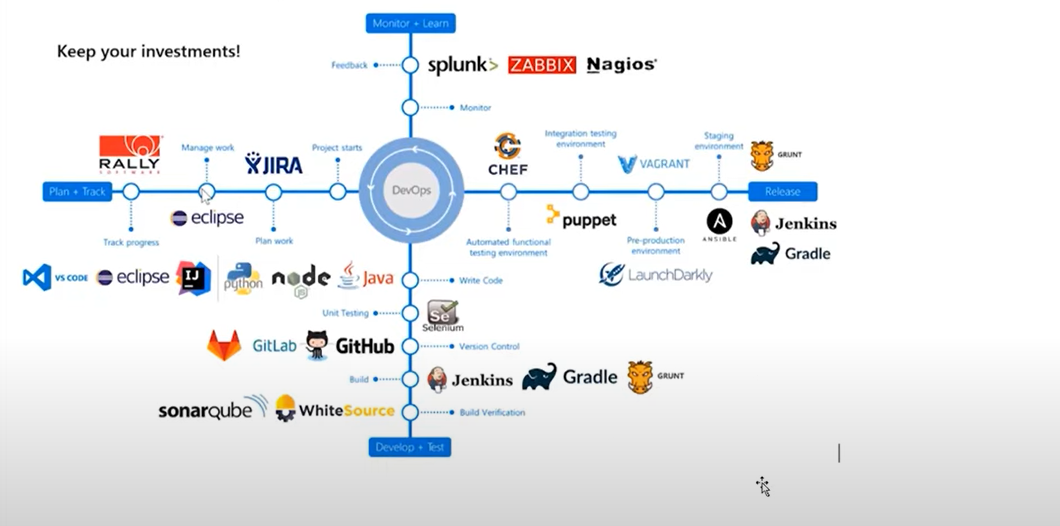 Monitor + Learn
Keep your investments!
Feedback
splunk>
ZABBIX
Nagios®
Monitor
RALLY
SOFTWARE
Manage work
JIRA
Project starts
CHEF
Integration testing
environment
VAGRANT
Staging
environment
GRUNT
Plan + Track
DevOps
Release
eclipse
puppet
ANSIBLE
Jenkins
Track progress
Plan work
Automated functional
testing environment
Pre-production
environment
Gradle
LaunchDarkly
VS CODE
eclipse
IJ
python
node
JS
Java
Write Code
Unit Testing
Se
Selenium
GitLab
GitHub
Version Control
Build
Jenkins
Gradle
GRUNT
sonarqube
WhiteSource
Build Verification
Develop + Test